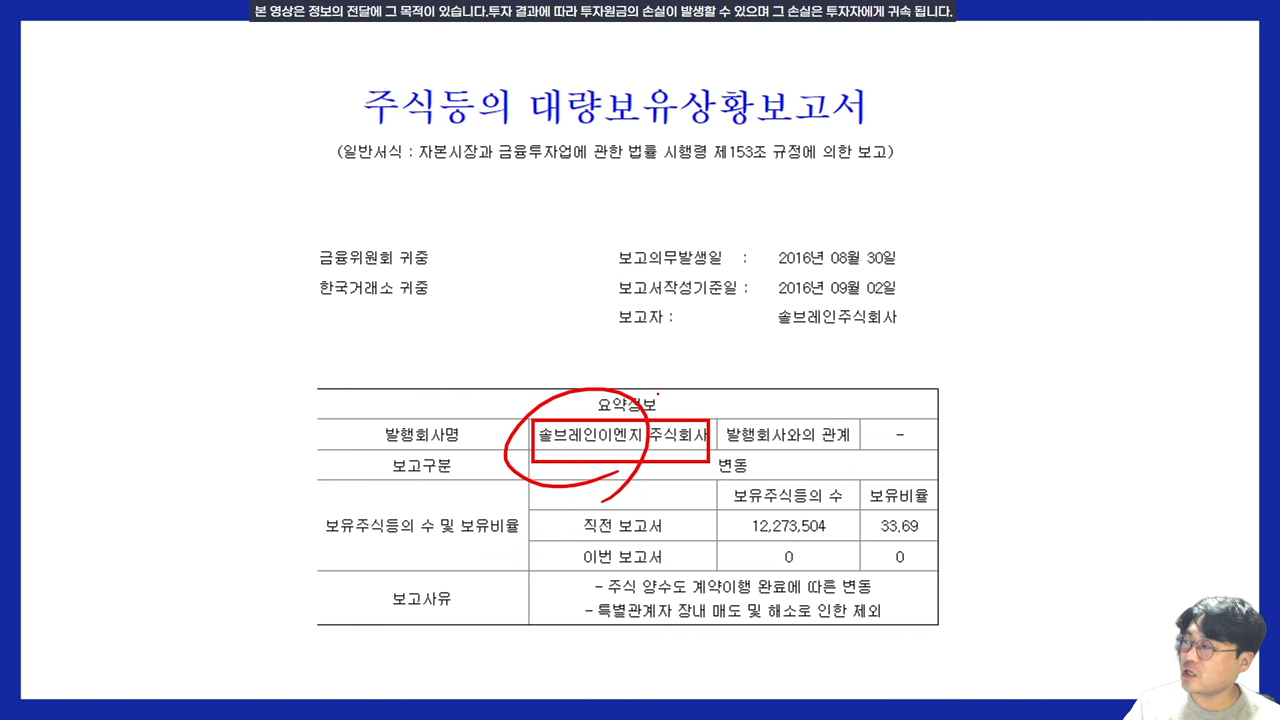 본 영상은 정보의 전달에 그 목적이 있습니다.투자 결과에 따라 투자원금의 손실이 발생할 수 있으며 그 손실은 투자자에게 귀속 됩니다.
주식등의 대량보유상황보고서
(일반서식 : 자본시장과 금융투자업에 관한 법률 시행령 제153조 규정에 의한 보고)
금융위원회 귀중 보고의무발생일 : 2016년 08월 30일
한국거래소 귀중 보고서작성기준일 : 2016년 09월 02일
보고자 : 솔브레인주식회사
요약정보
발행회사명 솔브레인이엔지 주식회사 발행회사와의 관계 -
보고구분 변동
보유주식등의 수 보유비율
보유주식등의 수 및 보유비율 직전 보고서 12,273,504 33.69
이번 보고서 0 0
보고사유 - 주식 양수도 계약이행 완료에 따른 변동
- 특별관계자 장내 매도 및 해소로 인한 제외